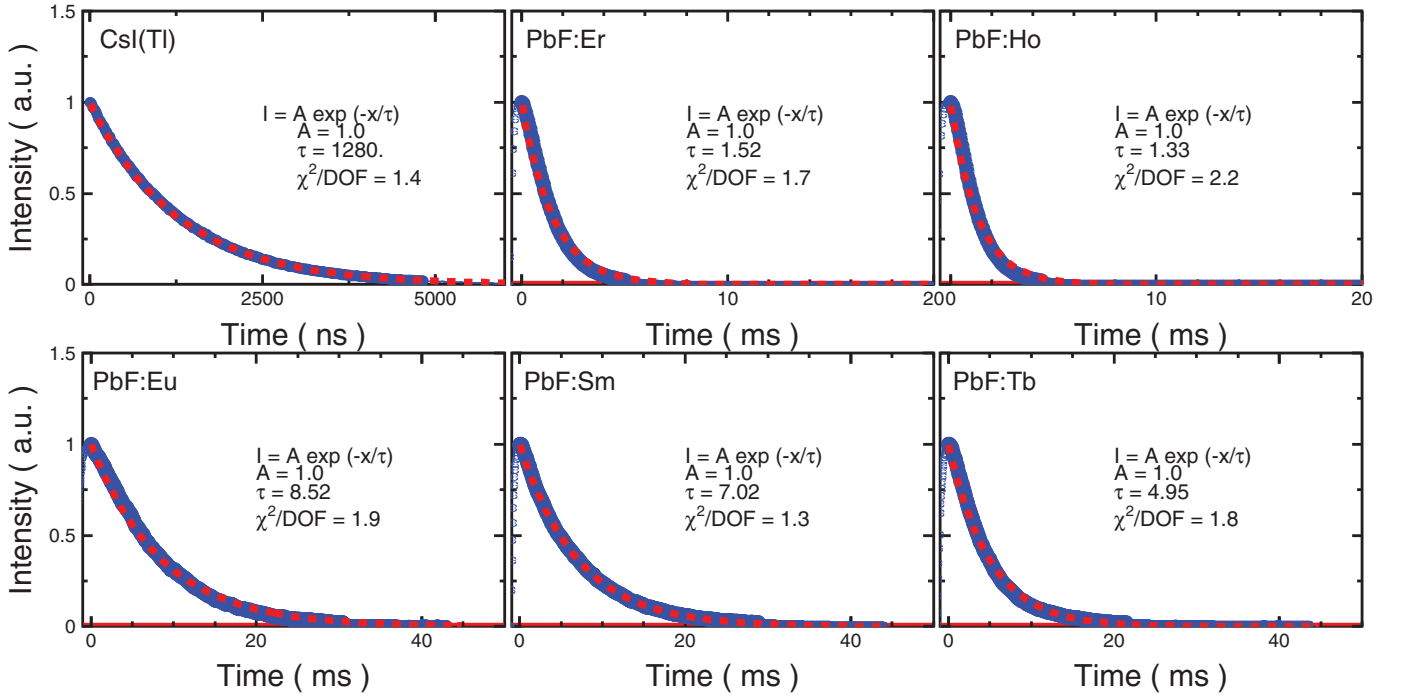 1.5
1
0.5
0
Intensity ( a.u. )
CsI(Tl)
I = A exp (-x/τ)
A = 1.0
τ = 1280.
χ²/DOF = 1.4
0
2500
5000
Time ( ns )
PbF:Er
I = A exp (-x/τ)
A = 1.0
τ = 1.52
χ²/DOF = 1.7
0
10
20
Time ( ms )
PbF:Ho
I = A exp (-x/τ)
A = 1.0
τ = 1.33
χ²/DOF = 2.2
0
10
20
Time ( ms )
1.5
1
0.5
0
Intensity ( a.u. )
PbF:Eu
I = A exp (-x/τ)
A = 1.0
τ = 8.52
χ²/DOF = 1.9
0
20
40
Time ( ms )
PbF:Sm
I = A exp (-x/τ)
A = 1.0
τ = 7.02
χ²/DOF = 1.3
0
20
40
Time ( ms )
PbF:Tb
I = A exp (-x/τ)
A = 1.0
τ = 4.95
χ²/DOF = 1.8
0
20
40
Time ( ms )